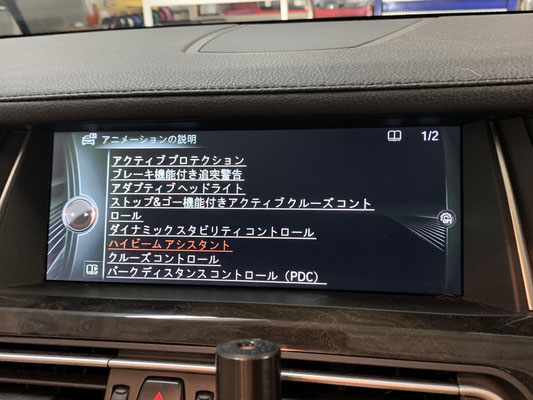 アニメーションの説明
1/2
アクティブ プロテクション
ブレーキ機能付き追突警告
アダプティブ ヘッドライト
ストップ&ゴー機能付きアクティブ クルーズ コント
ロール
ダイナミック スタビリティ コントロール
ハイビーム アシスタント
クルーズ コントロール
パーク ディスタンス コントロール（PDC）